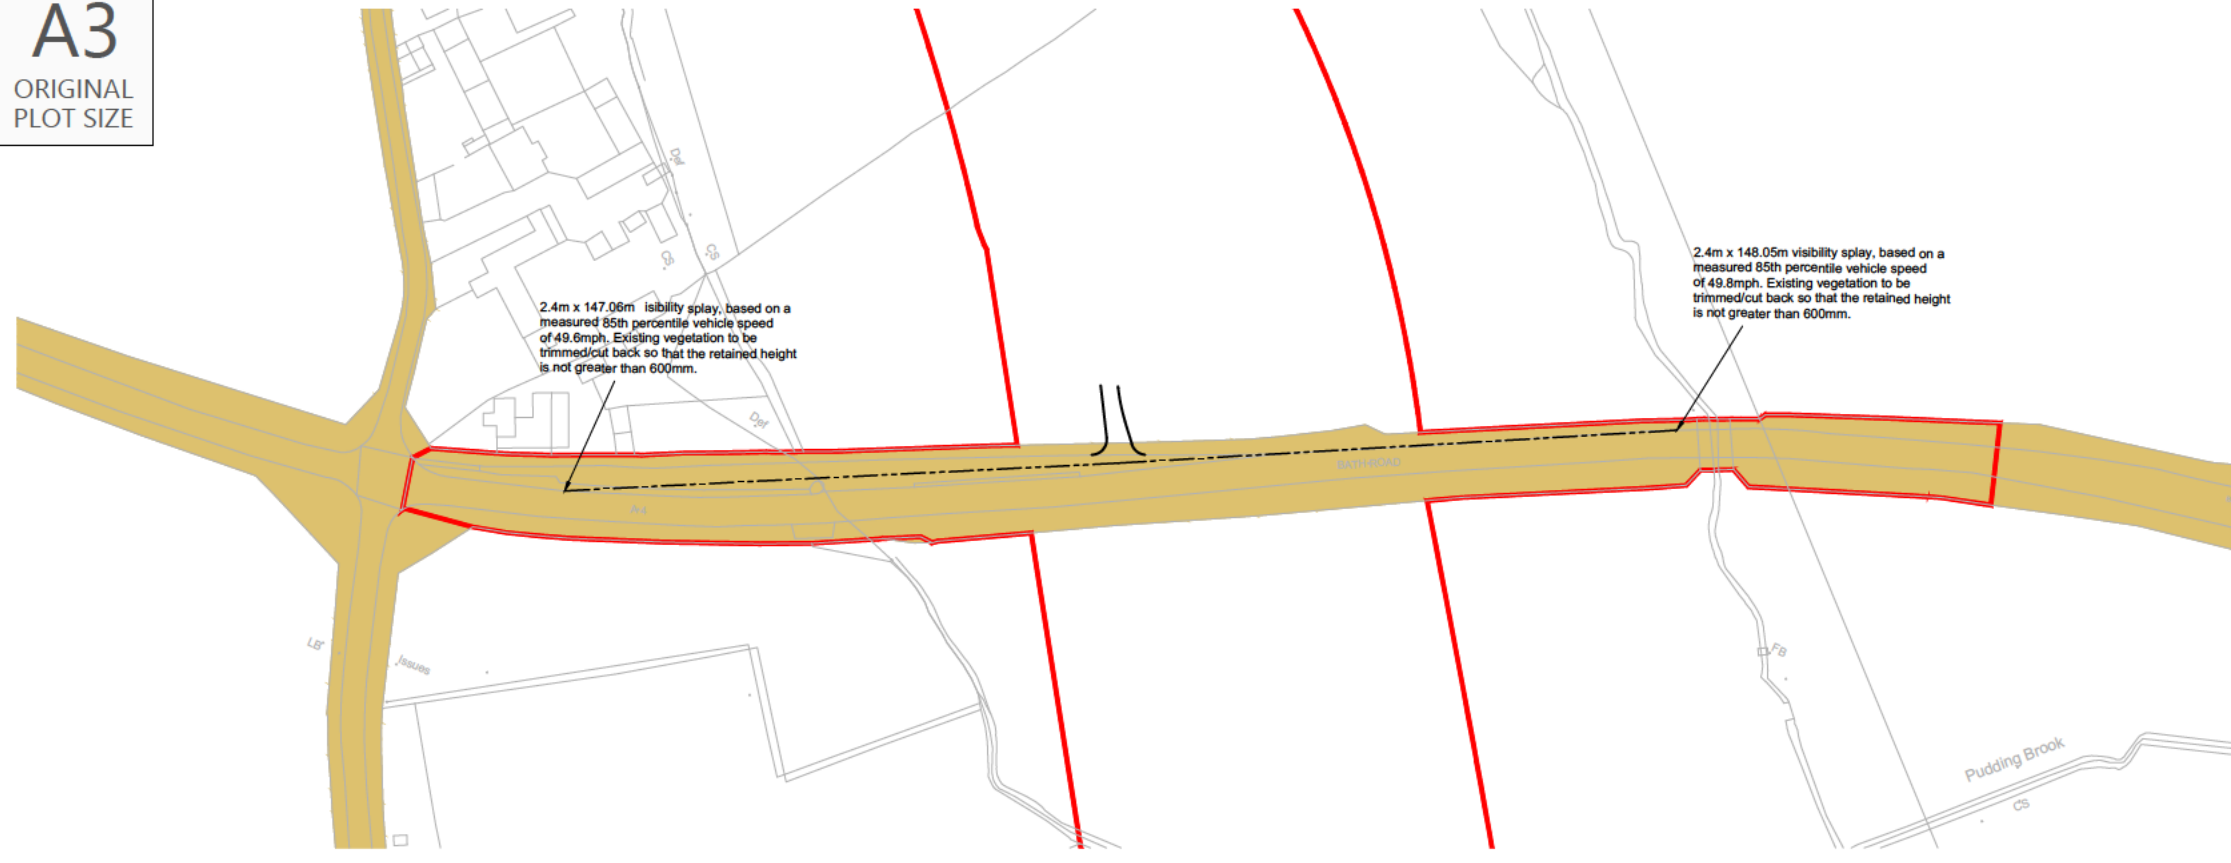 A3
ORIGINAL
PLOT SIZE
Def
CS
CS
2.4m x 148.05m visibility splay, based on a
measured 85th percentile vehicle speed
of 49.8mph. Existing vegetation to be
trimmed/cut back so that the retained height
is not greater than 600mm.
2.4m x 147.06m isibility splay, based on a
measured 85th percentile vehicle speed
of 49.6mph. Existing vegetation to be
trimmed/cut back so that the retained height
is not greater than 600mm.
Def
BATH ROAD
A4
LB
Issues
FB
Pudding Brook
CS